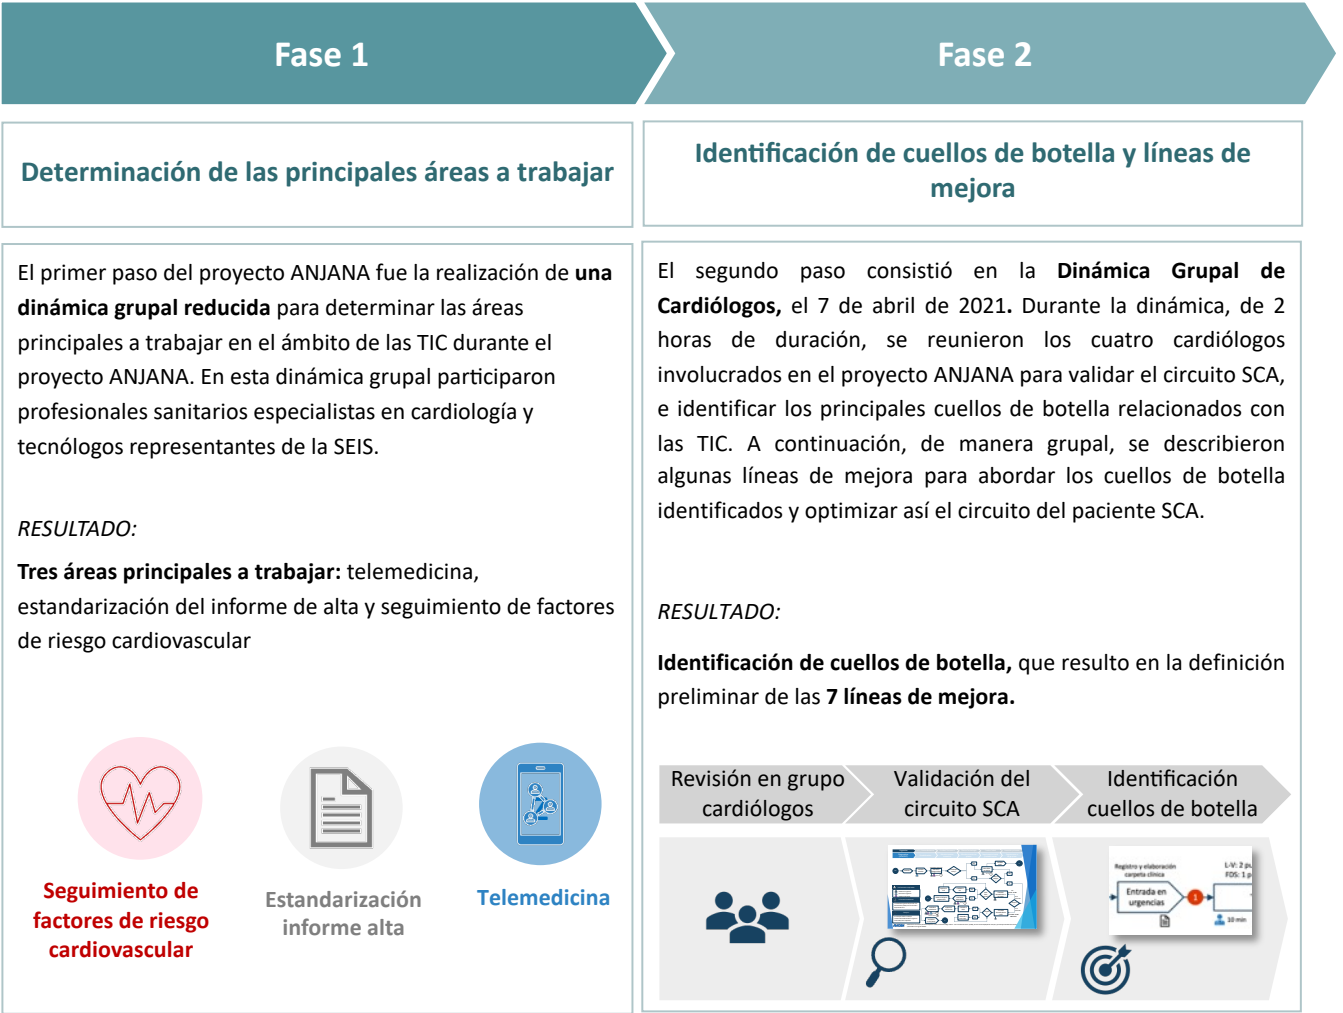 Fase 1
Fase 2
Determinación de las principales áreas a trabajar
Identificación de cuellos de botella y líneas de
mejora
El primer paso del proyecto ANJANA fue la realización de una
dinámica grupal reducida para determinar las áreas
principales a trabajar en el ámbito de las TIC durante el
proyecto ANJANA. En esta dinámica grupal participaron
profesionales sanitarios especialistas en cardiología y
tecnólogos representantes de la SEIS.
RESULTADO:
Tres áreas principales a trabajar: telemedicina,
estandarización del informe de alta y seguimiento de factores
de riesgo cardiovascular
Seguimiento de
factores de riesgo
cardiovascular
Estandarización
informe alta
Telemedicina
El segundo paso consistió en la Dinámica Grupal de
Cardiólogos, el 7 de abril de 2021. Durante la dinámica, de 2
horas de duración, se reunieron los cuatro cardiólogos
involucrados en el proyecto ANJANA para validar el circuito SCA,
e identificar los principales cuellos de botella relacionados con
las TIC. A continuación, de manera grupal, se describieron
algunas líneas de mejora para abordar los cuellos de botella
identificados y optimizar así el circuito del paciente SCA.
RESULTADO:
Identificación de cuellos de botella, que resulto en la definición
preliminar de las 7 líneas de mejora.
Revisión en grupo
cardiólogos
Validación del
circuito SCA
Identificación
cuellos de botella
Registro y elaboración
carpeta clínica
Entrada en
urgencias
1
L-V: 2 pu
FDS: 1 p
10 min